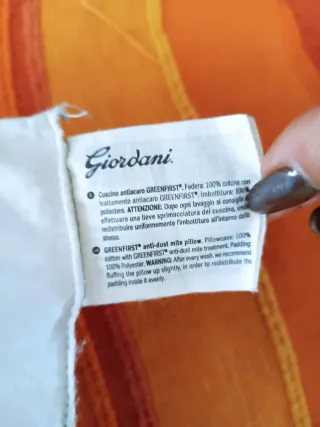 Giordani.
I Cuscino antiacaro GREENFIRST®. Federa: 100% cotone con
trattamento antiacaro GREENFIRST®. Imbottitura: 100%
poliestere. ATTENZIONE: Dopo ogni lavaggio si consiglia di
effettuare una lieve sprimacciatura del cuscino, onde
redistribuire uniformemente l'imbottitura all'interno dello
stesso.
GREENFIRST® anti-dust mite pillow. Pillowcase: 100%
cotton with GREENFIRST® anti-dust mite treatment. Padding:
100% Polyester. WARNING: After every wash, we recommend
fluffing the pillow up slightly, in order to redistribute the
padding inside it evenly.